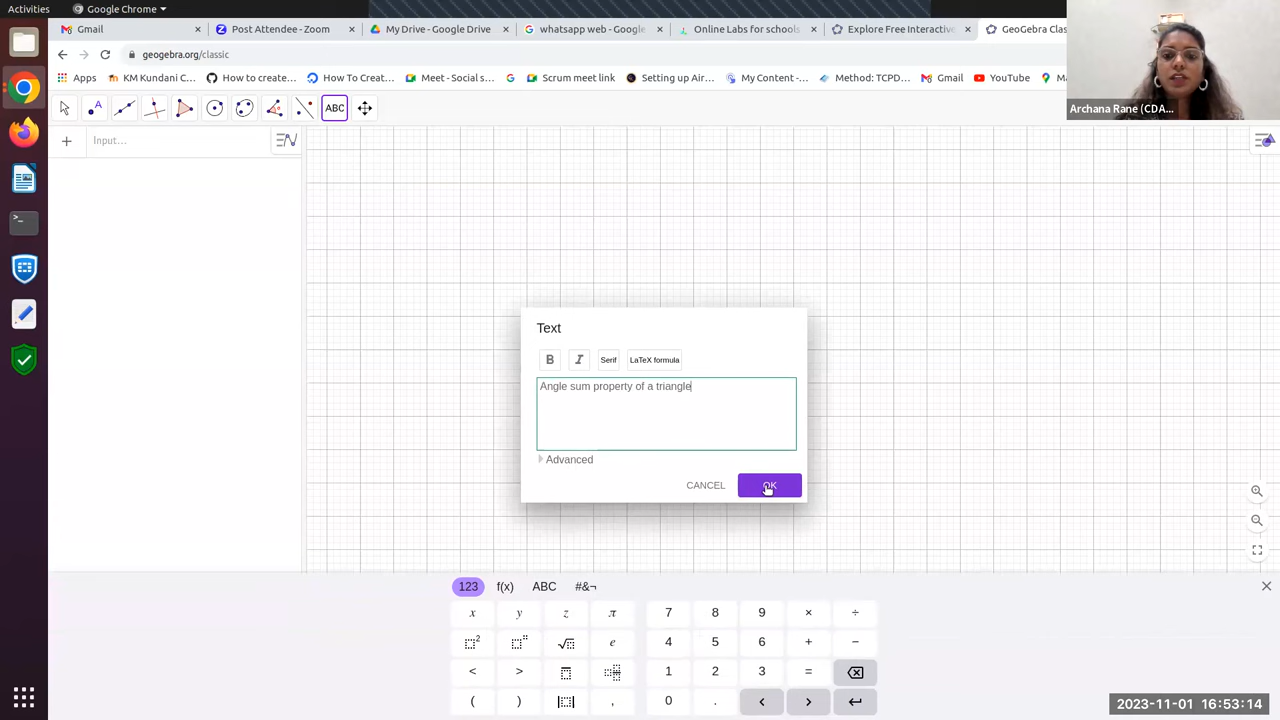 Activities
Google Chrome
Gmail
Post Attendee - Zoom
My Drive - Google Drive
whatsapp web - Google
Online Labs for schools
Explore Free Interactive
GeoGebra Clas
geogebra.org/classic
Apps
KM Kundani C
How to create…
How To Creat…
Meet - Social s…
Scrum meet link
Setting up Air…
My Content -…
Method: TCPD…
Gmail
YouTube
Archana Rane (CDA...
ABC
Input…
Text
B
I
Serif
LaTeX formula
Angle sum property of a triangle
Advanced
CANCEL
OK
123
f(x)
ABC
#&¬
x y z π 7 8 9 × ÷
e 4 5 6 + −
< > 1 2 3 =
( ) , 0 . < >
2023-11-01 16:53:14